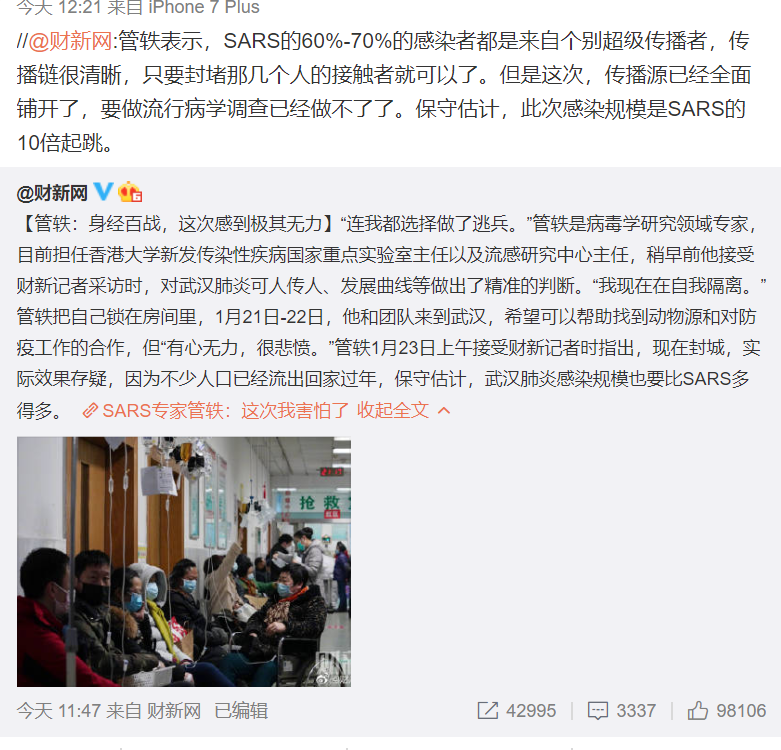 今天 12:21 来自 iPhone 7 Plus
//@财新网:管轶表示，SARS的60%-70%的感染者都是来自个别超级传播者，传
播链很清晰，只要封堵那几个人的接触者就可以了。但是这次，传播源已经全面
铺开了，要做流行病学调查已经做不了了。保守估计，此次感染规模是SARS的
10倍起跳。
@财新网
【管轶：身经百战，这次感到极其无力】“连我都选择做了逃兵。”管轶是病毒学研究领域专家，
目前担任香港大学新发传染性疾病国家重点实验室主任以及流感研究中心主任，稍早前他接受
财新记者采访时，对武汉肺炎可人传人、发展曲线等做出了精准的判断。“我现在在自我隔离。”
管轶把自己锁在房间里，1月21日-22日，他和团队来到武汉，希望可以帮助找到动物源和对防
疫工作的合作，但“有心无力，很悲愤。”管轶1月23日上午接受财新记者时指出，现在封城，实
际效果存疑，因为不少人口已经流出回家过年，保守估计，武汉肺炎感染规模也要比SARS多
得多。 SARS专家管轶：这次我害怕了 收起全文
抢救
今天 11:47 来自 财新网 已编辑
42995 3337 98106